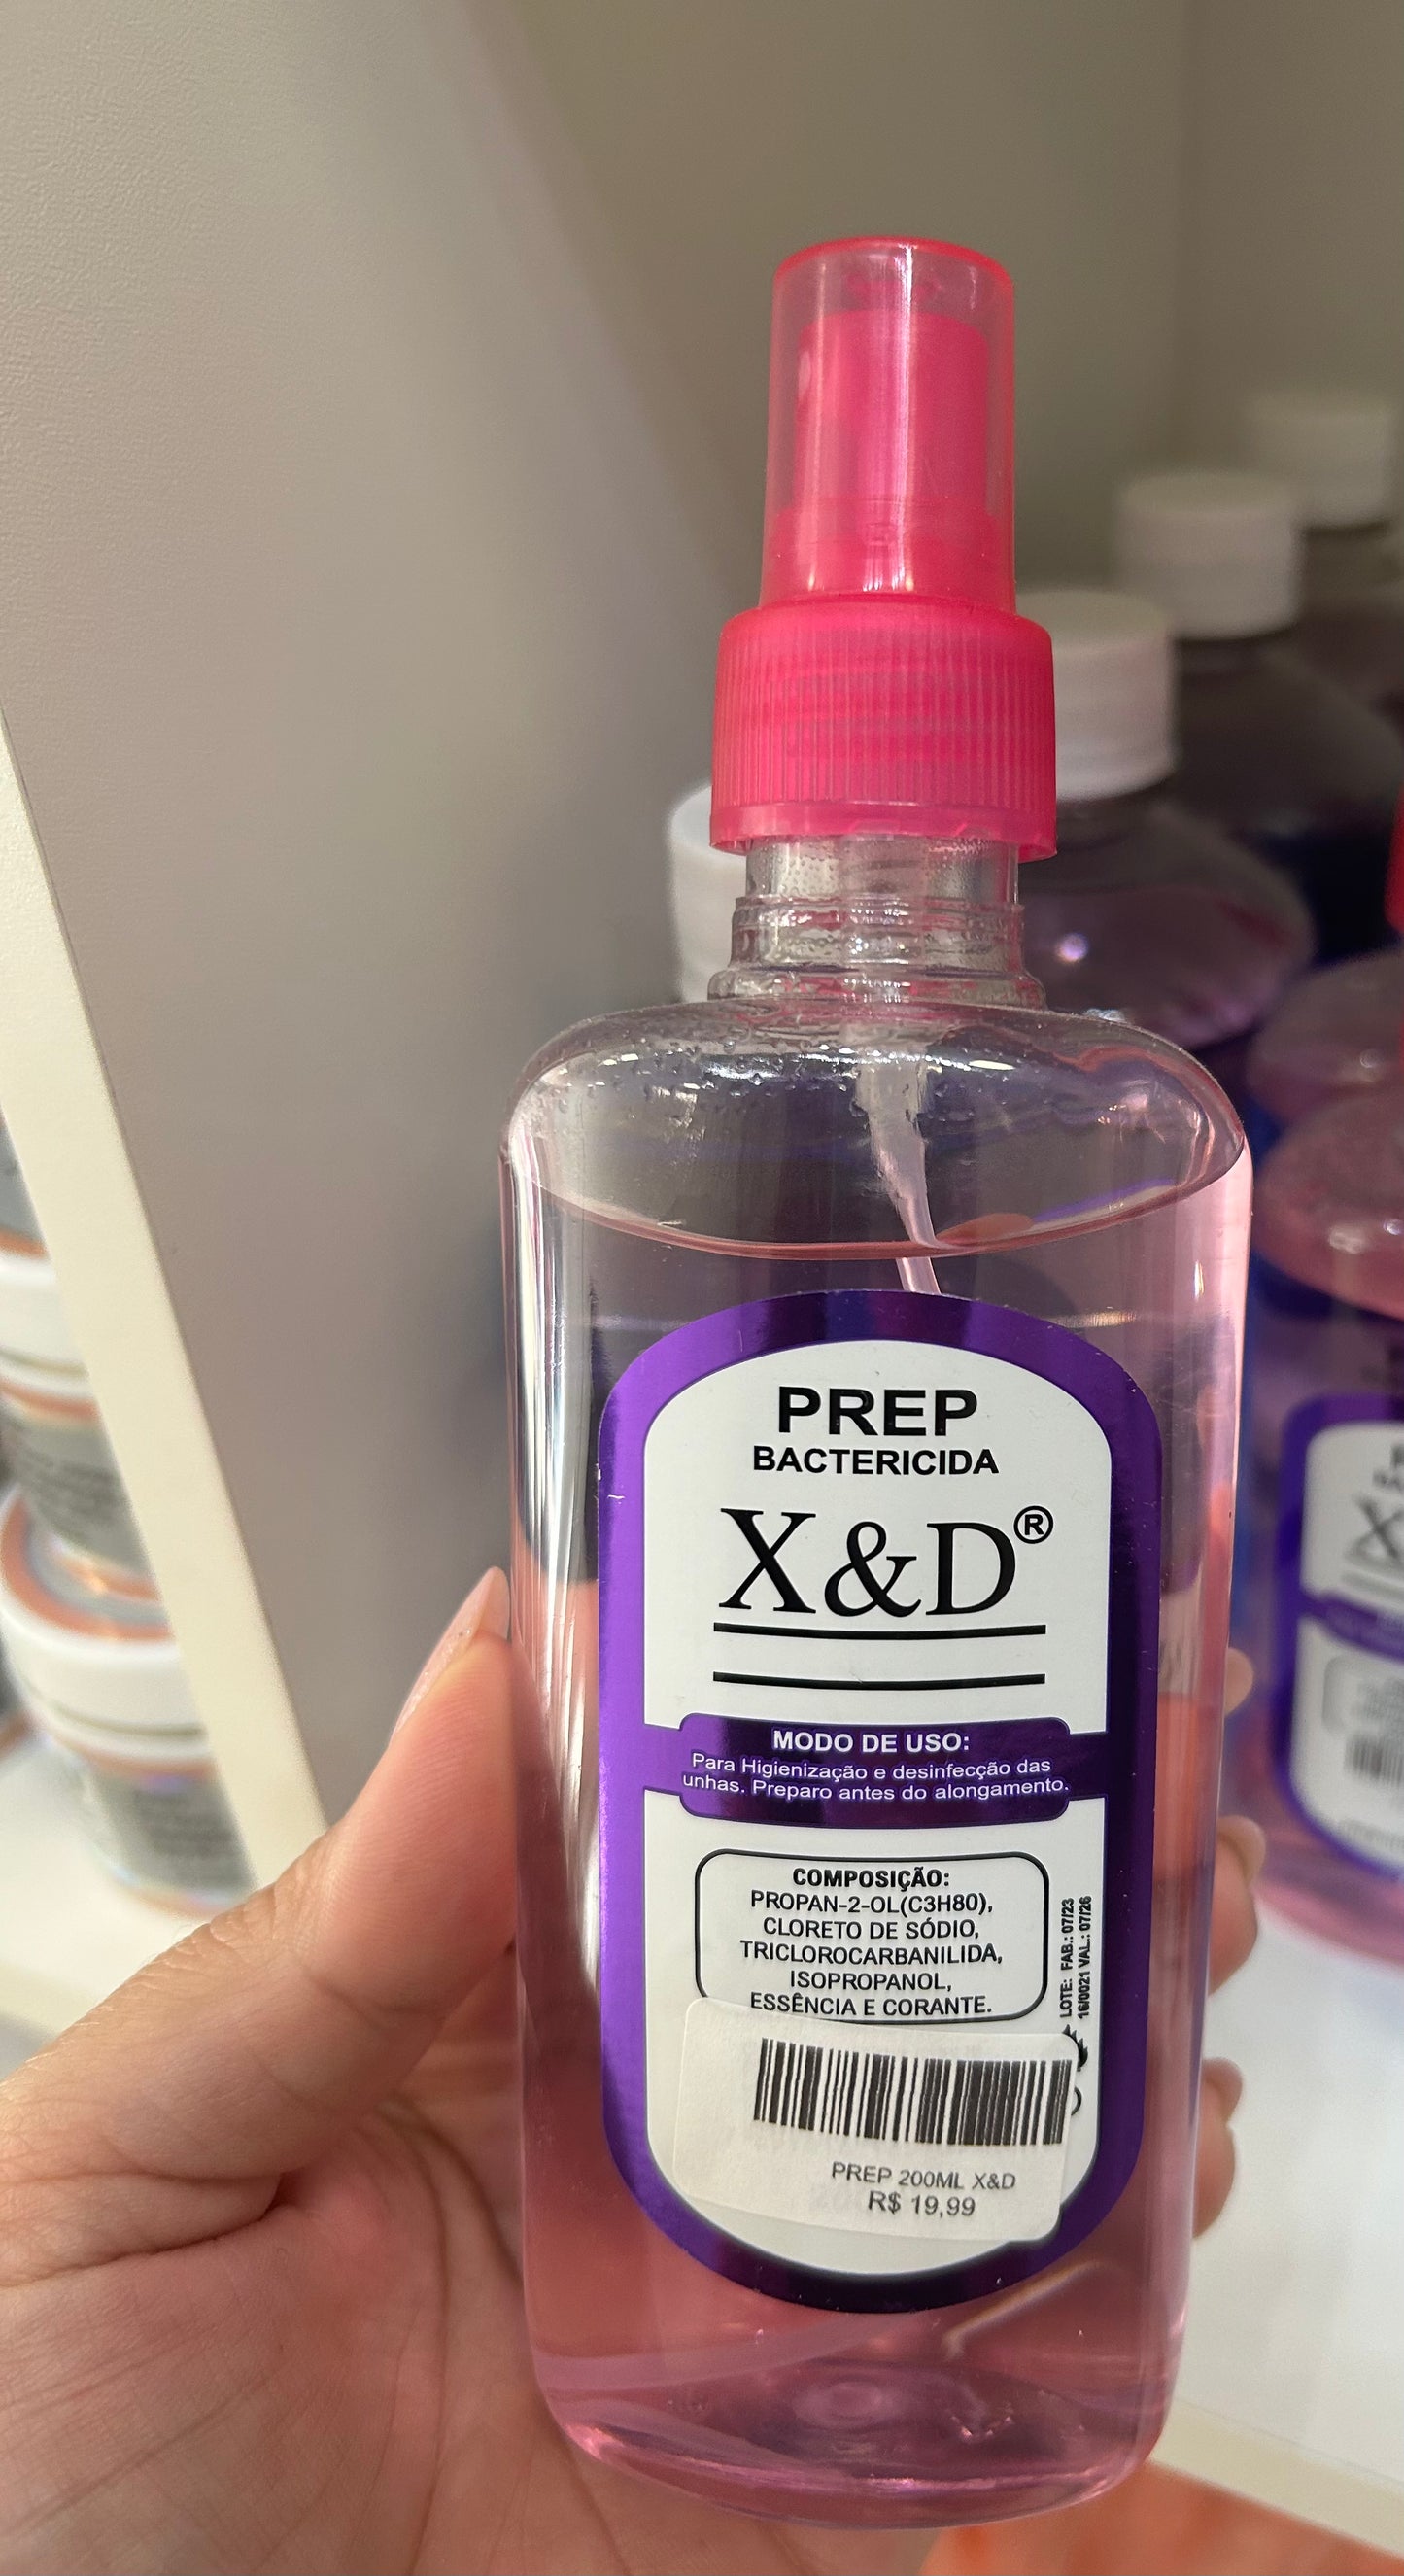 PREP
BACTERICIDA
X&D®
MODO DE USO:
Para Higienização e desinfecção das
unhas. Preparo antes do alongamento.
COMPOSIÇÃO:
PROPAN-2-OL(C3H80),
CLORETO DE SÓDIO,
TRICLOROCARBANILIDA,
ISOPROPANOL,
ESSÊNCIA E CORANTE.
LOTE: FAB.: 07/23
16/0021 VAL.: 07/26
PREP 200ML X&D
R$ 19,99